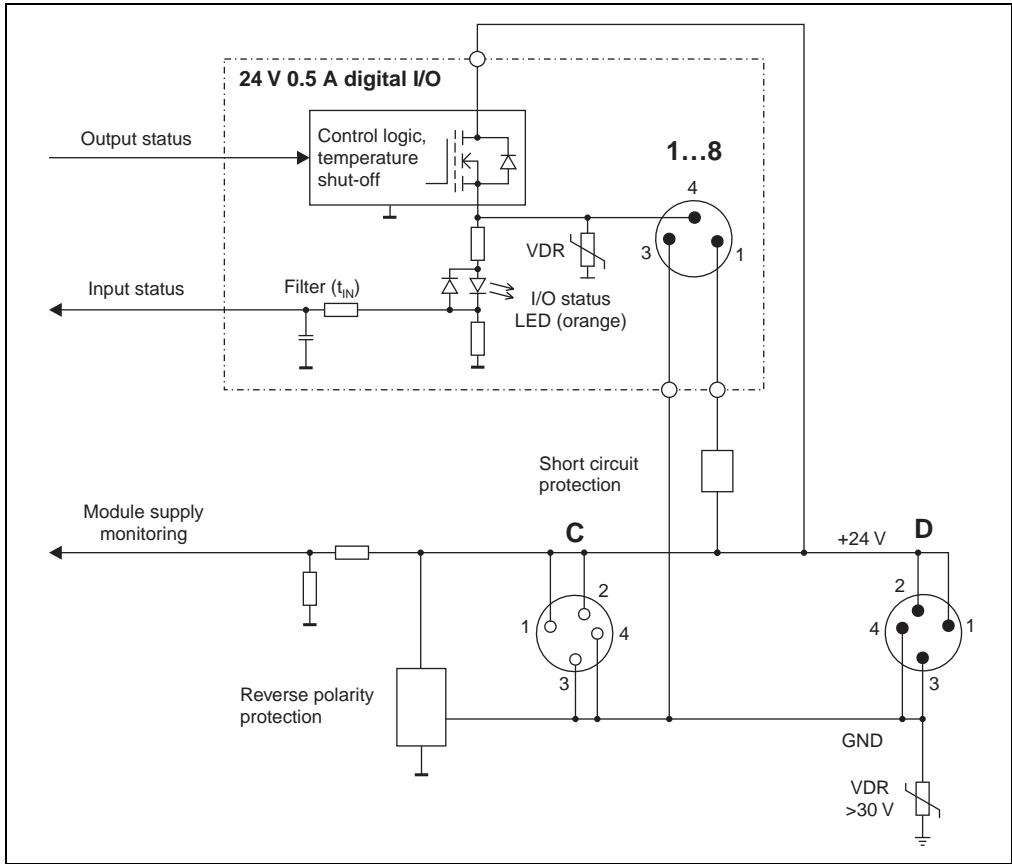 24 V 0.5 A digital I/O
Output status
Control logic,
temperature
shut-off
1...8
4
3
1
VDR
Input status
Filter (tIN)
I/O status
LED (orange)
Short circuit
protection
Module supply
monitoring
C
+24 V
D
2
1
4
3
2
4
1
3
Reverse polarity
protection
GND
VDR
>30 V